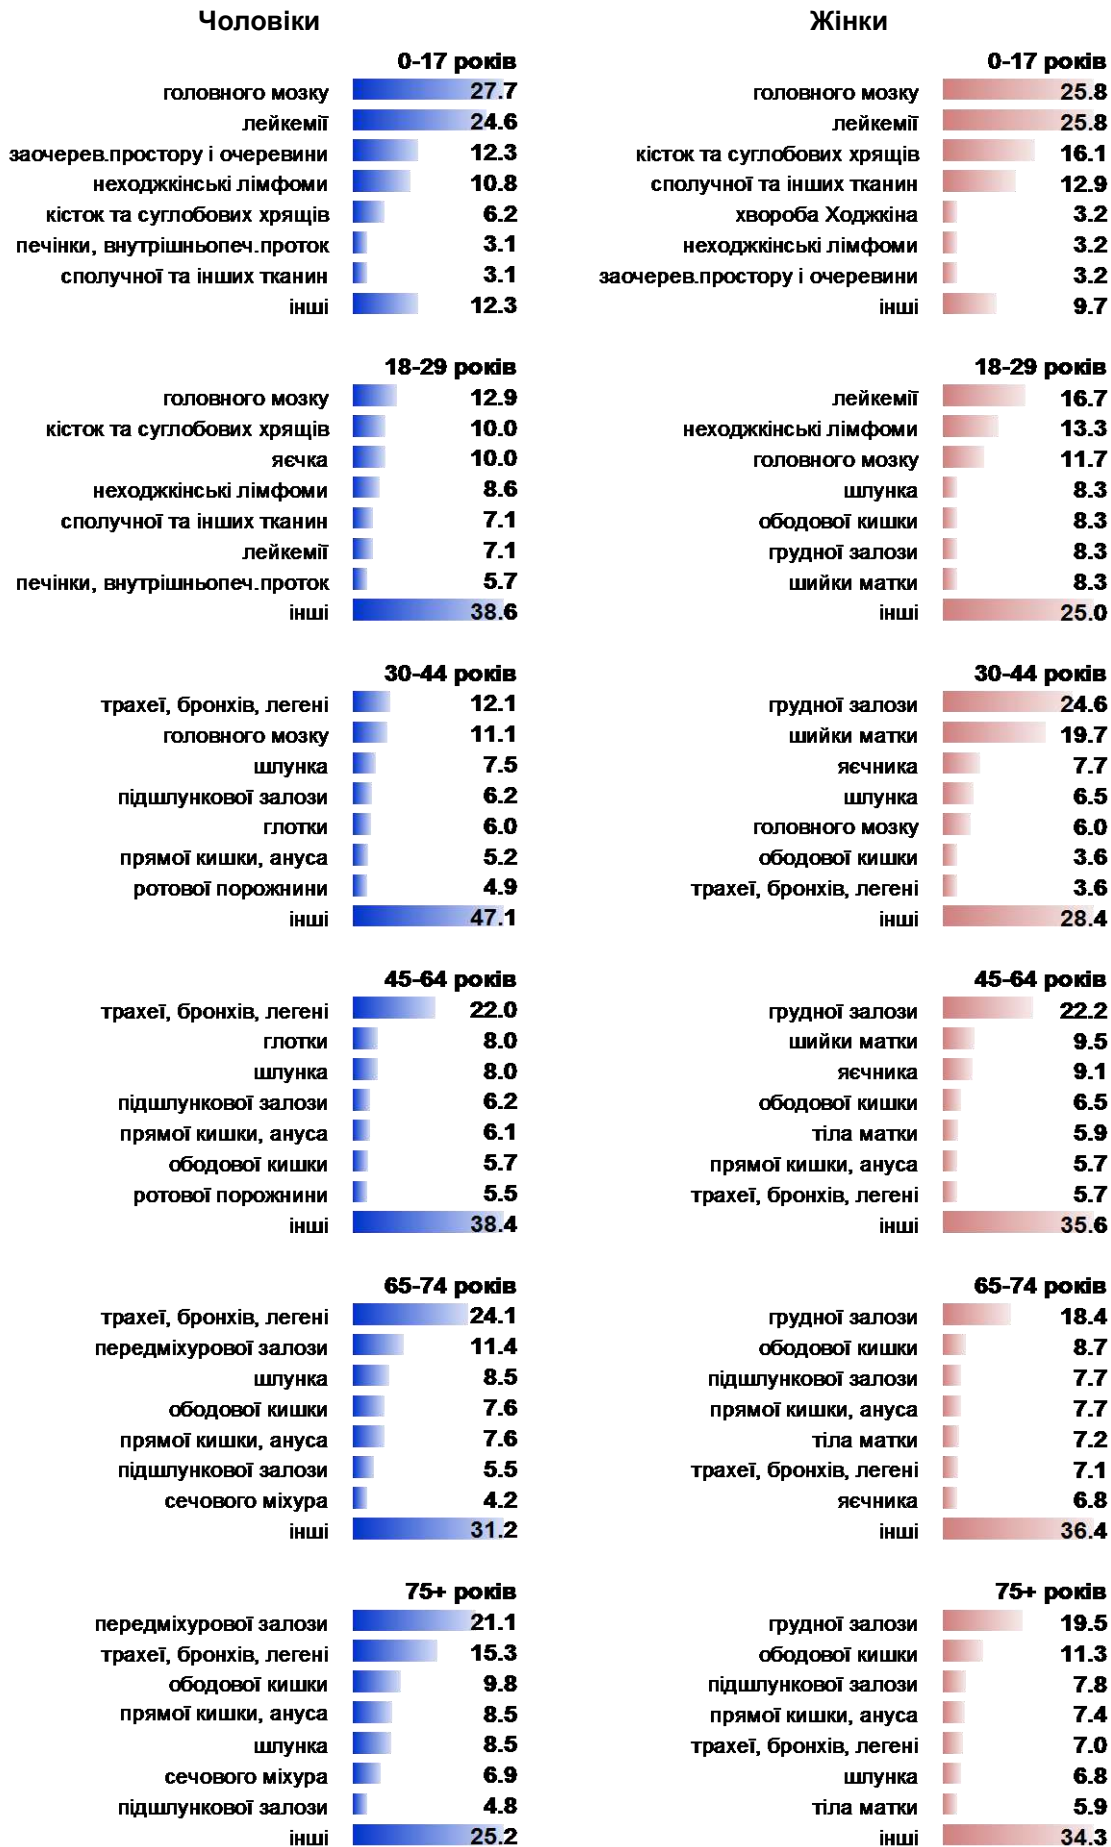 Чоловіки
0-17 років
головного мозку 27.7
лейкемії 24.6
заочерев.простору і очеревини 12.3
неходжкінські лімфоми 10.8
кісток та суглобових хрящів 6.2
печінки, внутрішньопеч.проток 3.1
сполучної та інших тканин 3.1
інші 12.3
18-29 років
головного мозку 12.9
кісток та суглобових хрящів 10.0
яєчка 10.0
неходжкінські лімфоми 8.6
сполучної та інших тканин 7.1
лейкемії 7.1
печінки, внутрішньопеч.проток 5.7
інші 38.6
30-44 років
трахеї, бронхів, легені 12.1
головного мозку 11.1
шлунка 7.5
підшлункової залози 6.2
глотки 6.0
прямої кишки, ануса 5.2
ротової порожнини 4.9
інші 47.1
45-64 років
трахеї, бронхів, легені 22.0
глотки 8.0
шлунка 8.0
підшлункової залози 6.2
прямої кишки, ануса 6.1
ободової кишки 5.7
ротової порожнини 5.5
інші 38.4
65-74 років
трахеї, бронхів, легені 24.1
передміхурової залози 11.4
шлунка 8.5
ободової кишки 7.6
прямої кишки, ануса 7.6
підшлункової залози 5.5
сечового міхура 4.2
інші 31.2
75+ років
передміхурової залози 21.1
трахеї, бронхів, легені 15.3
ободової кишки 9.8
прямої кишки, ануса 8.5
шлунка 8.5
сечового міхура 6.9
підшлункової залози 4.8
інші 25.2
Жінки
0-17 років
головного мозку 25.8
лейкемії 25.8
кісток та суглобових хрящів 16.1
сполучної та інших тканин 12.9
хвороба Ходжкіна 3.2
неходжкінські лімфоми 3.2
заочерев.простору і очеревини 3.2
інші 9.7
18-29 років
лейкемії 16.7
неходжкінські лімфоми 13.3
головного мозку 11.7
шлунка 8.3
ободової кишки 8.3
грудної залози 8.3
шийки матки 8.3
інші 25.0
30-44 років
грудної залози 24.6
шийки матки 19.7
яєчника 7.7
шлунка 6.5
головного мозку 6.0
ободової кишки 3.6
трахеї, бронхів, легені 3.6
інші 28.4
45-64 років
грудної залози 22.2
шийки матки 9.5
яєчника 9.1
ободової кишки 6.5
тіла матки 5.9
прямої кишки, ануса 5.7
трахеї, бронхів, легені 5.7
інші 35.6
65-74 років
грудної залози 18.4
ободової кишки 8.7
підшлункової залози 7.7
прямої кишки, ануса 7.7
тіла матки 7.2
трахеї, бронхів, легені 7.1
яєчника 6.8
інші 36.4
75+ років
грудної залози 19.5
ободової кишки 11.3
підшлункової залози 7.8
прямої кишки, ануса 7.4
трахеї, бронхів, легені 7.0
шлунка 6.8
тіла матки 5.9
інші 34.3